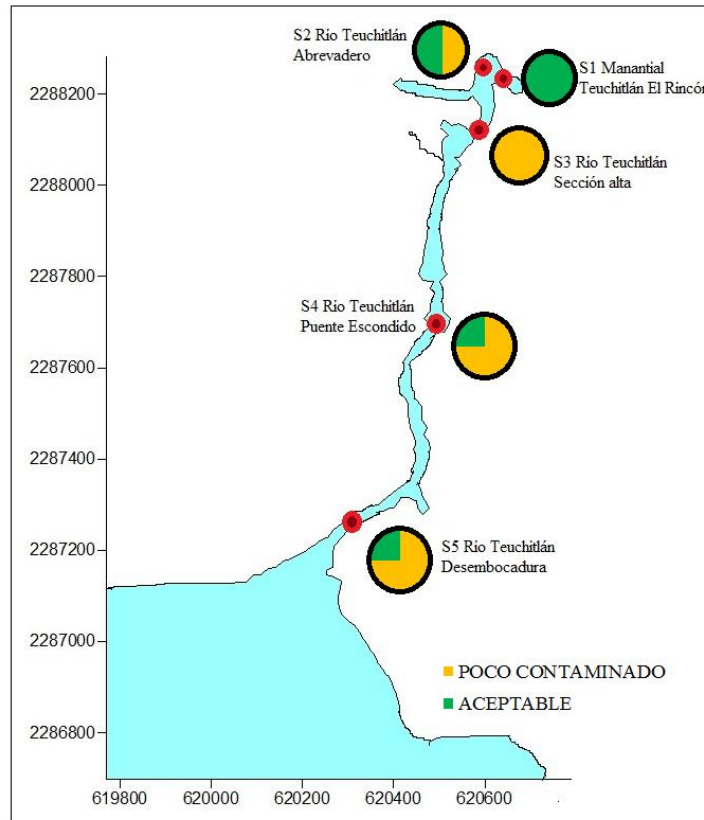 S2 Río Teuchitlán
Abrevadero
S1 Manantial
Teuchitlán El Rincón
S3 Río Teuchitlán
Sección alta
S4 Río Teuchitlán
Puente Escondido
S5 Río Teuchitlán
Desembocadura
POCO CONTAMINADO
ACEPTABLE
2288200
2288000
2287800
2287600
2287400
2287200
2287000
2286800
619800 620000 620200 620400 620600